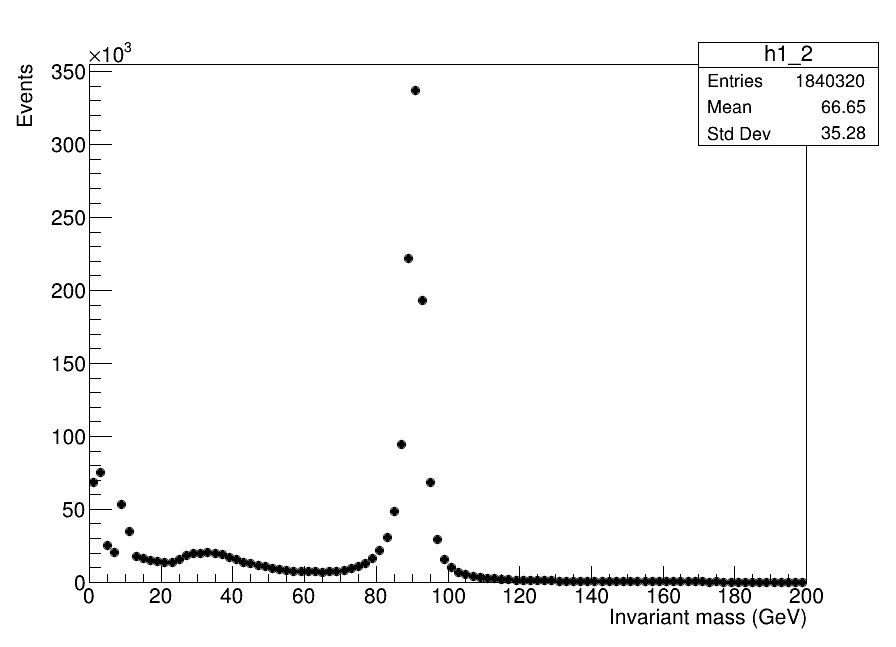 ×10³
h1_2
Entries 1840320
Mean 66.65
Std Dev 35.28
Events
350
300
250
200
150
100
50
0
0 20 40 60 80 100 120 140 160 180 200
Invariant mass (GeV)